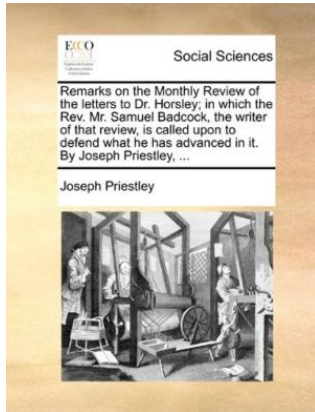 ECCO
Social Sciences
Remarks on the Monthly Review of
the letters to Dr. Horsley; in which the
Rev. Mr. Samuel Badcock, the writer
of that review, is called upon to
defend what he has advanced in it.
By Joseph Priestley, ...
Joseph Priestley